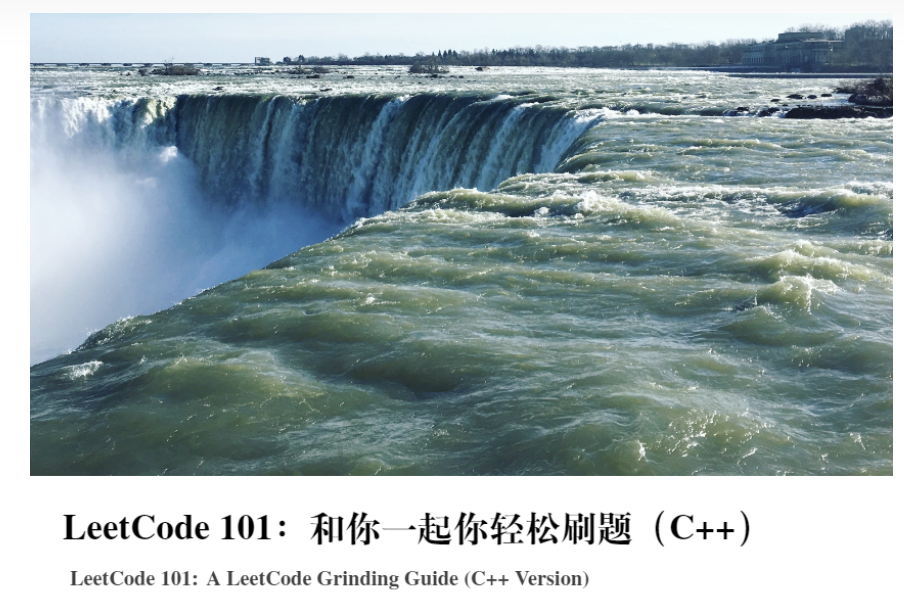 LeetCode 101：和你一起你轻松刷题（C++）
LeetCode 101: A LeetCode Grinding Guide (C++ Version)